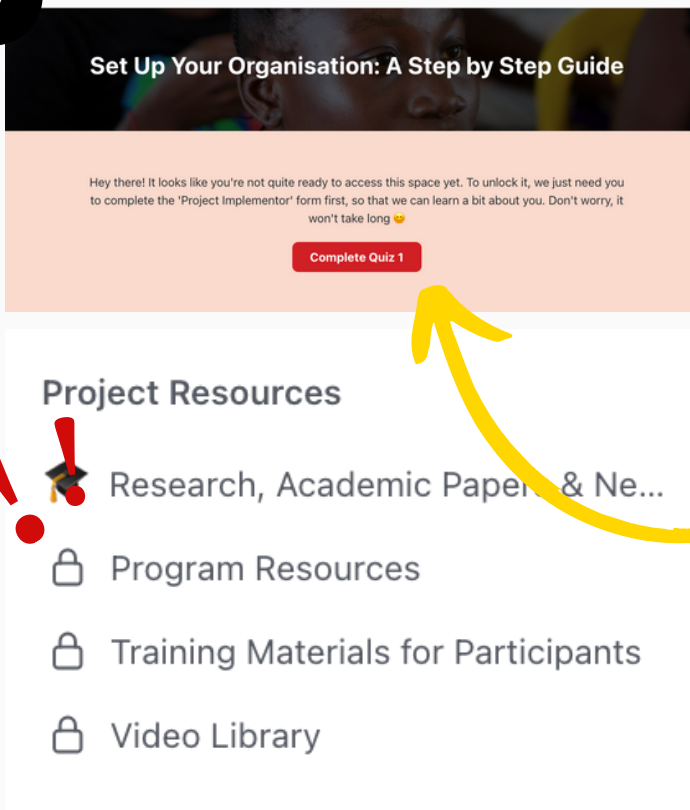 Set Up Your Organisation: A Step by Step Guide
Hey there! It looks like you're not quite ready to access this space yet. To unlock it, we just need you
to complete the 'Project Implementor' form first, so that we can learn a bit about you. Don't worry, it
won't take long 😊
Complete Quiz 1
Project Resources
Research, Academic Papers & Ne...
Program Resources
Training Materials for Participants
Video Library